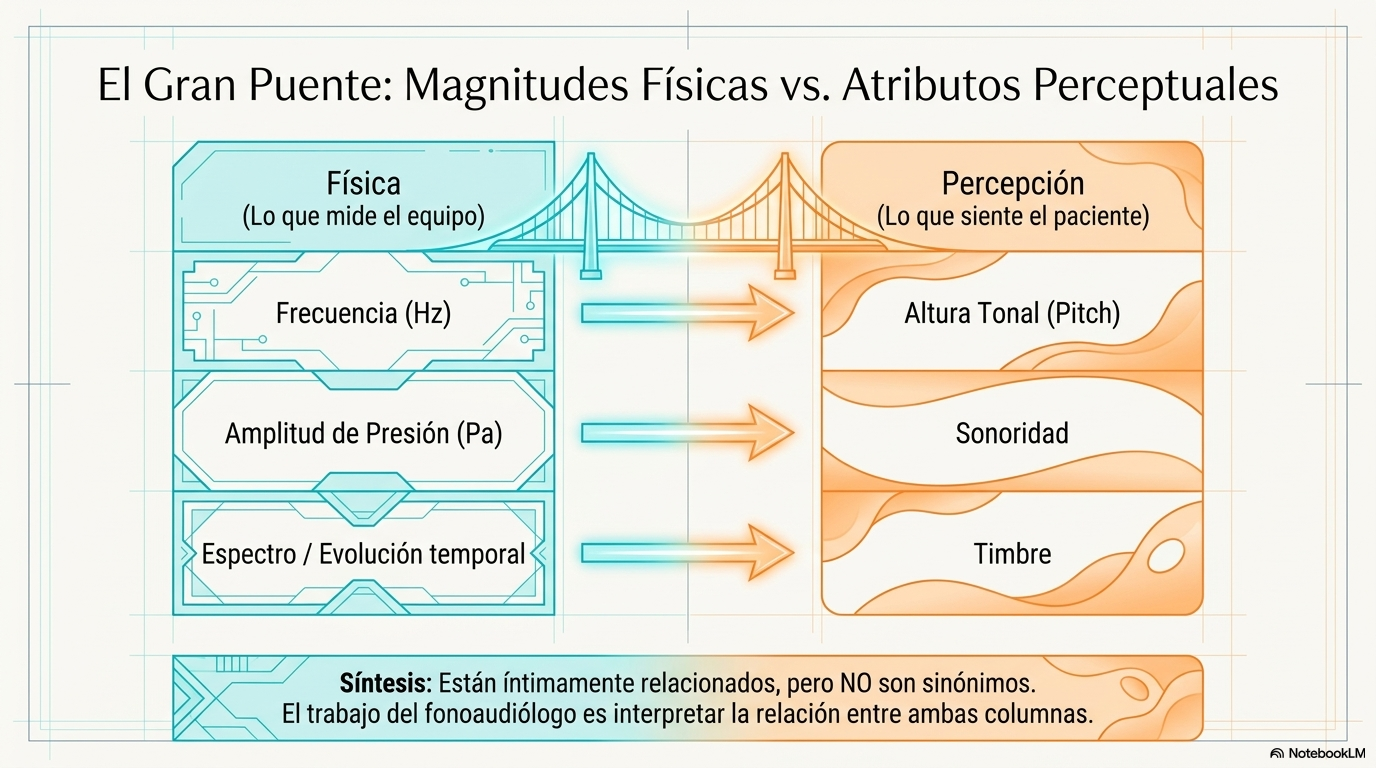 El Gran Puente: Magnitudes Físicas vs. Atributos Perceptuales
Física
(Lo que mide el equipo)
Percepción
(Lo que siente el paciente)
Frecuencia (Hz)
Altura Tonal (Pitch)
Amplitud de Presión (Pa)
Sonoridad
Espectro / Evolución temporal
Timbre
Síntesis: Están íntimamente relacionados, pero NO son sinónimos.
El trabajo del fonoaudiólogo es interpretar la relación entre ambas columnas.
NotebookLM